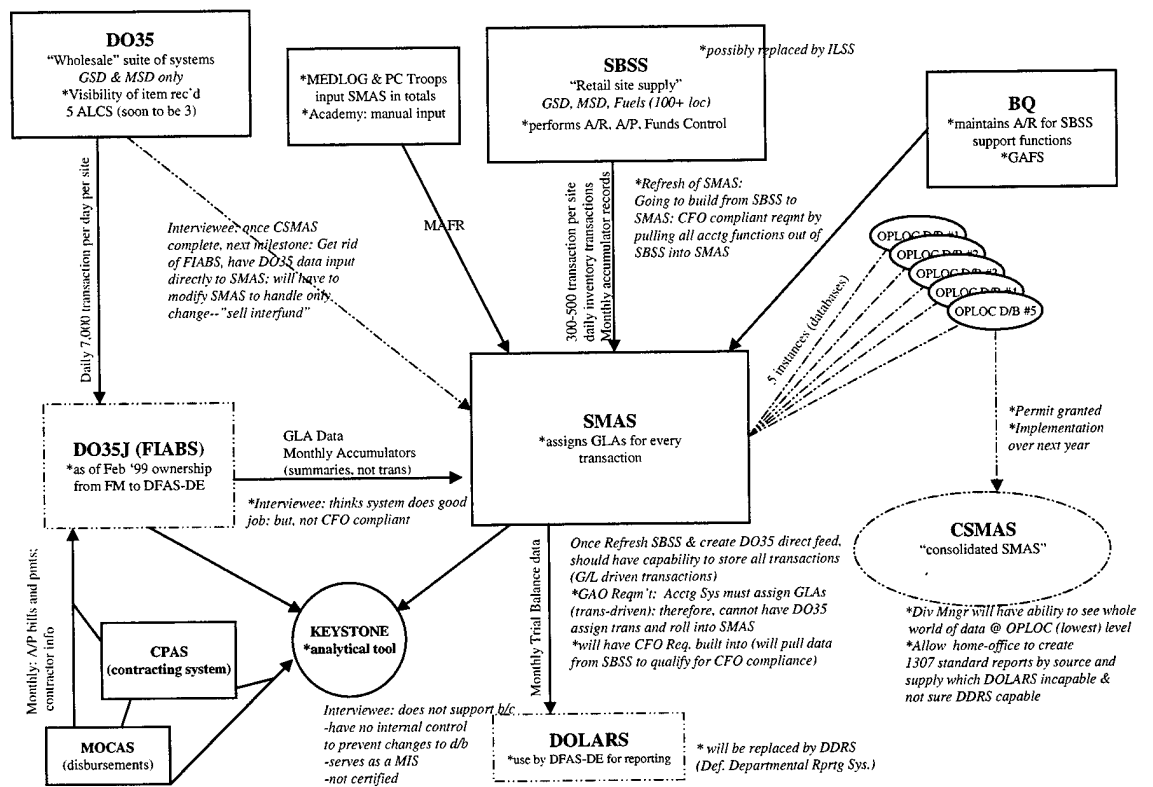 DO35
“Wholesale” suite of systems
GSD & MSD only
*Visibility of item rec’d
5 ALCS (soon to be 3)
*MEDLOG & PC Troops
input SMAS in totals
*Academy: manual input
SBSS
“Retail site supply”
GSD, MSD, Fuels (100+ loc)
*performs A/R, A/P, Funds Control
*possibly replaced by ILSS
BQ
*maintains A/R for SBSS
support functions
*GAFS
Daily 7,000 transaction per day per site
Interviewee: once CSMAS
complete, next milestone: Get rid
of FIABS, have DO35 data input
directly to SMAS: will have to
modify SMAS to handle only
change--"sell interfund"
MAFR
300-500 transaction per site
daily inventory transactions
Monthly accumulator records
*Refresh of SMAS:
Going to build from SBSS to
SMAS: CFO compliant reqmt by
pulling all acctg functions out of
SBSS into SMAS
OPLOC D/B #1
OPLOC D/B #2
OPLOC D/B #3
OPLOC D/B #4
OPLOC D/B #5
5 instances (databases)
DO35J (FIABS)
*as of Feb ‘99 ownership
from FM to DFAS-DE
GLA Data
Monthly Accumulators
(summaries, not trans)
*Interviewee: thinks system does good
job: but, not CFO compliant
SMAS
*assigns GLAs for every
transaction
*Permit granted
*Implementation
over next year
CSMAS
“consolidated SMAS”
*Div Mngr will have ability to see whole
world of data @ OPLOC (lowest) level
*Allow home-office to create
1307 standard reports by source and
supply which DOLARS incapable &
not sure DDRS capable
Monthly: A/P bills and pmts:
contractor info
CPAS
(contracting system)
MOCAS
(disbursements)
KEYSTONE
*analytical tool
Interviewee: does not support b/c
-have no internal control
to prevent changes to d/b
-serves as a MIS
-not certified
Monthly Trial Balance data
Once Refresh SBSS & create DO35 direct feed,
should have capability to store all transactions
(G/L driven transactions)
*GAO Reqm't: Acctg Sys must assign GLAs
(trans-driven): therefore, cannot have DO35
assign trans and roll into SMAS
*will have CFO Req. built into (will pull data
from SBSS to qualify for CFO compliance)
DOLARS
*use by DFAS-DE for reporting
* will be replaced by DDRS
(Def. Departmental Rprtg Sys.)